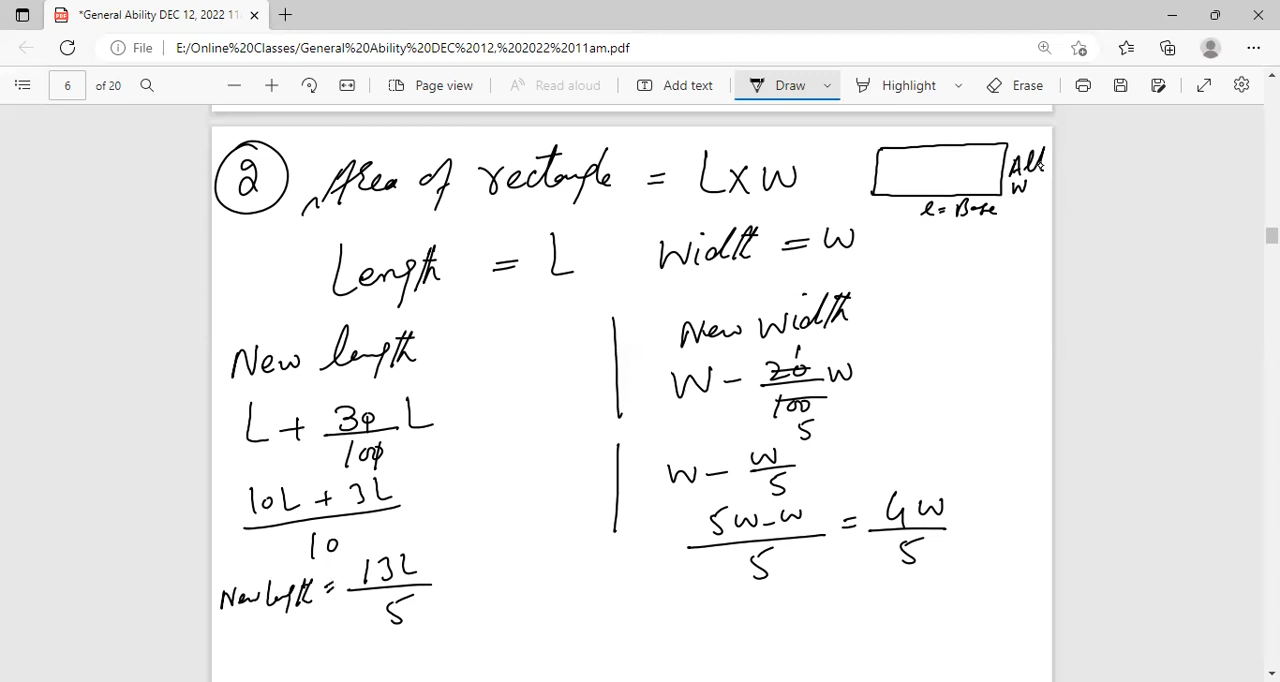 *General Ability DEC 12, 2022 11
File E:/Online%20Classes/General%20Ability%20DEC%2012,%202022%2011am.pdf
6 of 20 Page view Read aloud Add text Draw Highlight Erase
2 Area of rectangle = L x W
Alt
W
l = Base
Length = L Width = W
New length
L + 30/100 L
10L + 3L / 10
New length = 13L / 5
New Width
W - 20/100 W
1
5
W - W/5
5W - W / 5 = 4W / 5